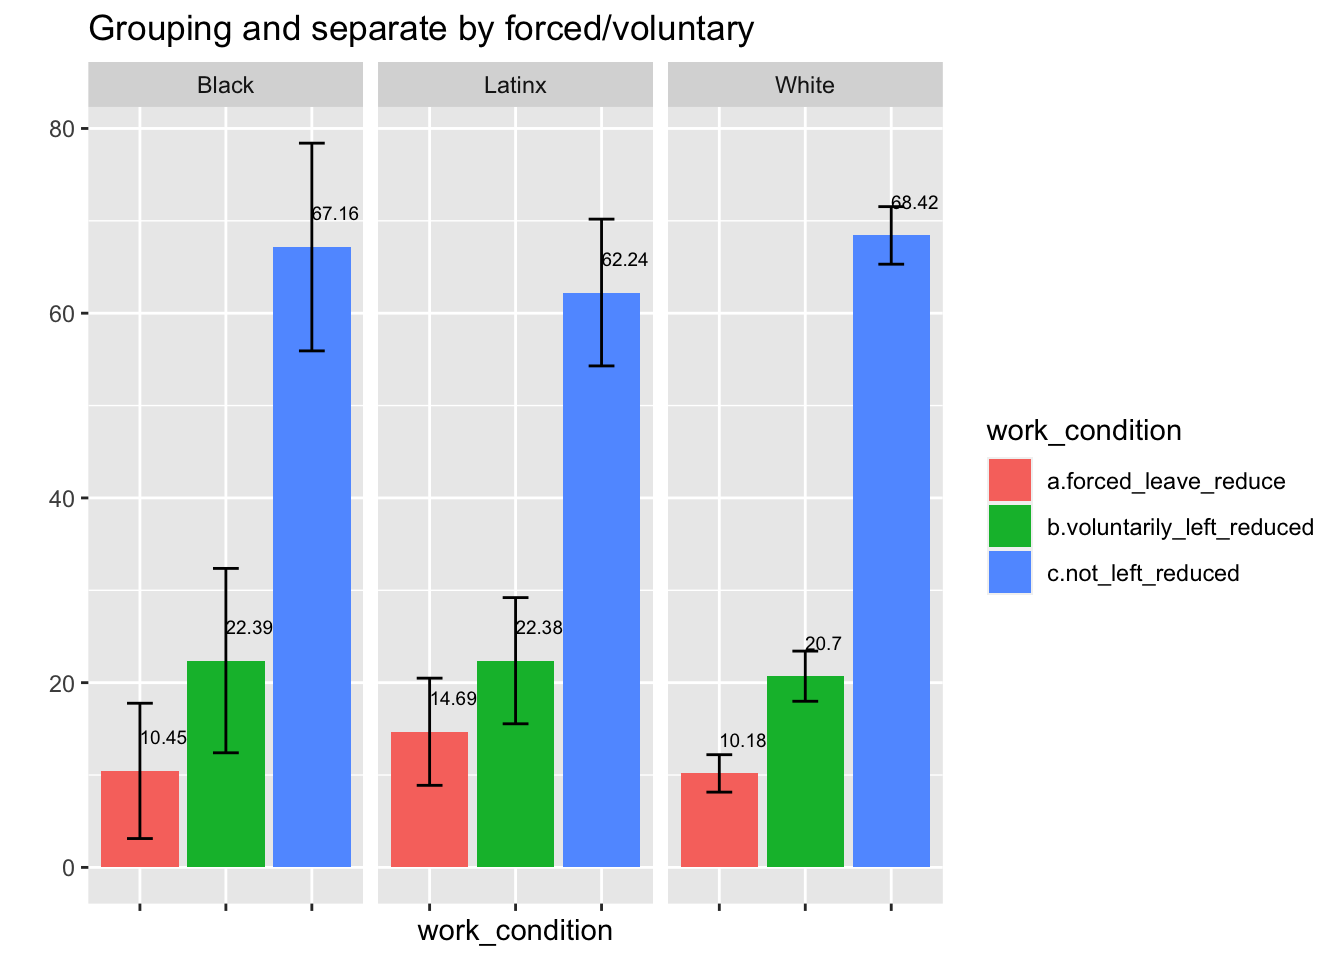 Grouping and separate by forced/voluntary
Black
Latinx
White
80
60
40
20
0
67.16
22.39
10.45
62.24
22.38
14.69
68.42
20.7
10.18
work_condition
work_condition
a.forced_leave_reduce
b.voluntarily_left_reduced
c.not_left_reduced